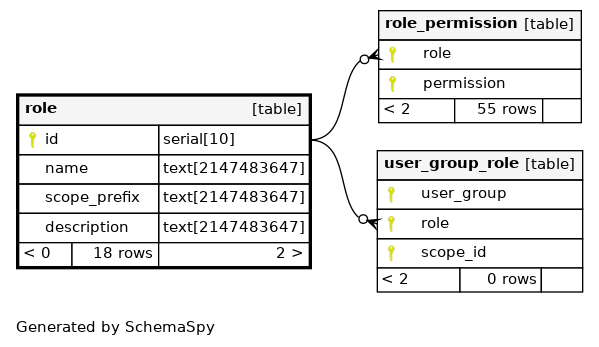 role [table]
id serial[10]
name text[2147483647]
scope_prefix text[2147483647]
description text[2147483647]
< 0 18 rows 2 >
role_permission [table]
role
permission
< 2 55 rows
user_group_role [table]
user_group
role
scope_id
< 2 0 rows
Generated by SchemaSpy